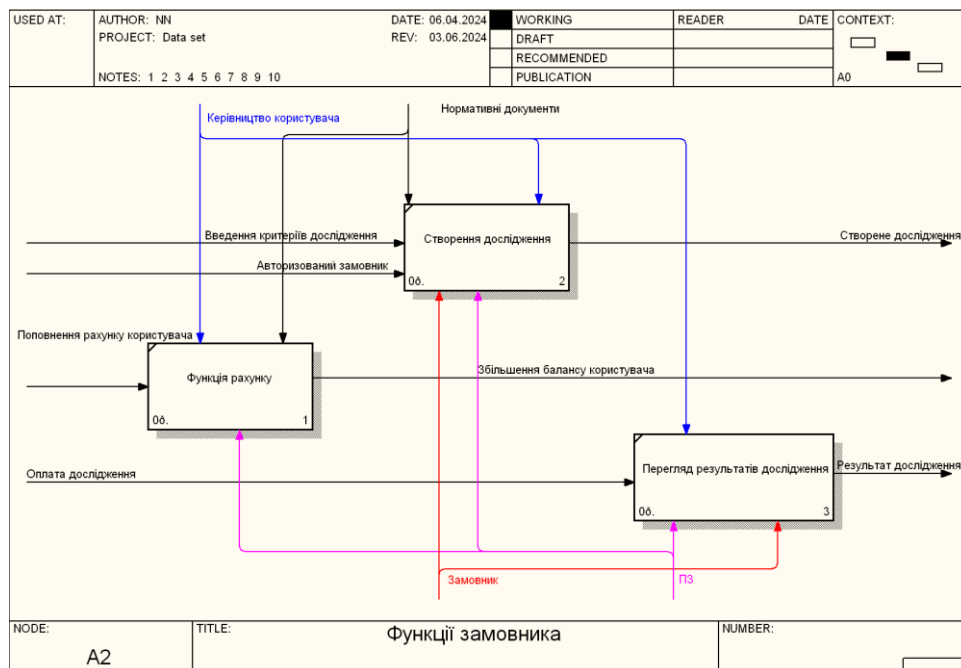 USED AT:
AUTHOR: NN
DATE: 06.04.2024
WORKING
READER
DATE
CONTEXT:
PROJECT: Data set
REV: 03.06.2024
DRAFT
RECOMMENDED
NOTES: 1 2 3 4 5 6 7 8 9 10
PUBLICATION
A0
Нормативні документи
Керівництво користувача
Введення критеріїв дослідження
Створення дослідження
Створене дослідження
Авторизований замовник
0δ.
2
Поповнення рахунку користувача
Функція рахунку
Збільшення балансу користувача
0δ.
1
Оплата дослідження
Перегляд результатів дослідження
Результат дослідження
0δ.
3
Замовник
ПЗ
NODE:
TITLE:
Функції замовника
NUMBER:
A2